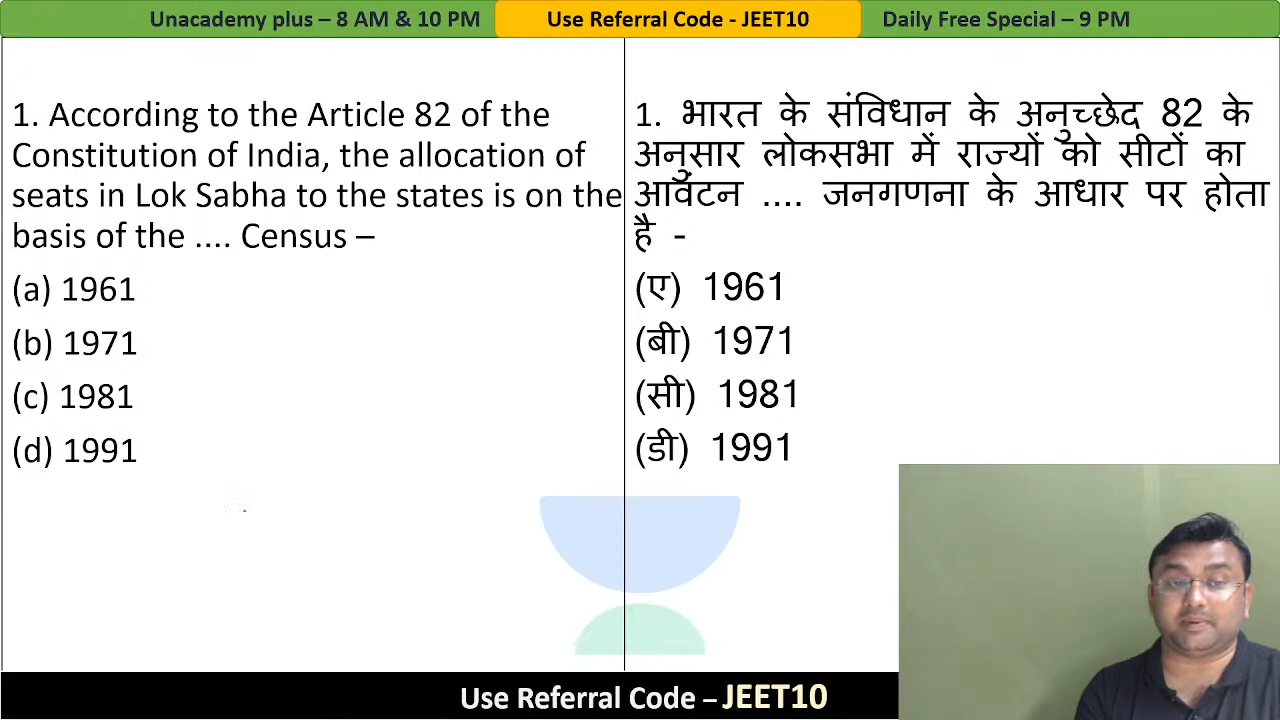 Unacademy plus – 8 AM & 10 PM
Use Referral Code - JEET10
Daily Free Special – 9 PM
1. According to the Article 82 of the
Constitution of India, the allocation of
seats in Lok Sabha to the states is on the
basis of the .... Census –
(a) 1961
(b) 1971
(c) 1981
(d) 1991
1. भारत के संविधान के अनुच्छेद 82 के
अनुसार लोकसभा में राज्यों को सीटों का
आवंटन .... जनगणना के आधार पर होता
है -
(ए) 1961
(बी) 1971
(सी) 1981
(डी) 1991
Use Referral Code – JEET10